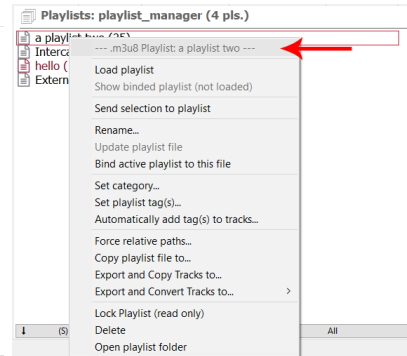 Playlists: playlist_manager (4 pls.)
a playlist two (25)
Interca
hello (
Extern
--- .m3u8 Playlist: a playlist two ---
Load playlist
Show binded playlist (not loaded)
Send selection to playlist
Rename...
Update playlist file
Bind active playlist to this file
Set category...
Set playlist tag(s)...
Automatically add tag(s) to tracks...
Force relative paths...
Copy playlist file to...
Export and Copy Tracks to...
Export and Convert Tracks to...
Lock Playlist (read only)
Delete
Open playlist folder
(S)
All